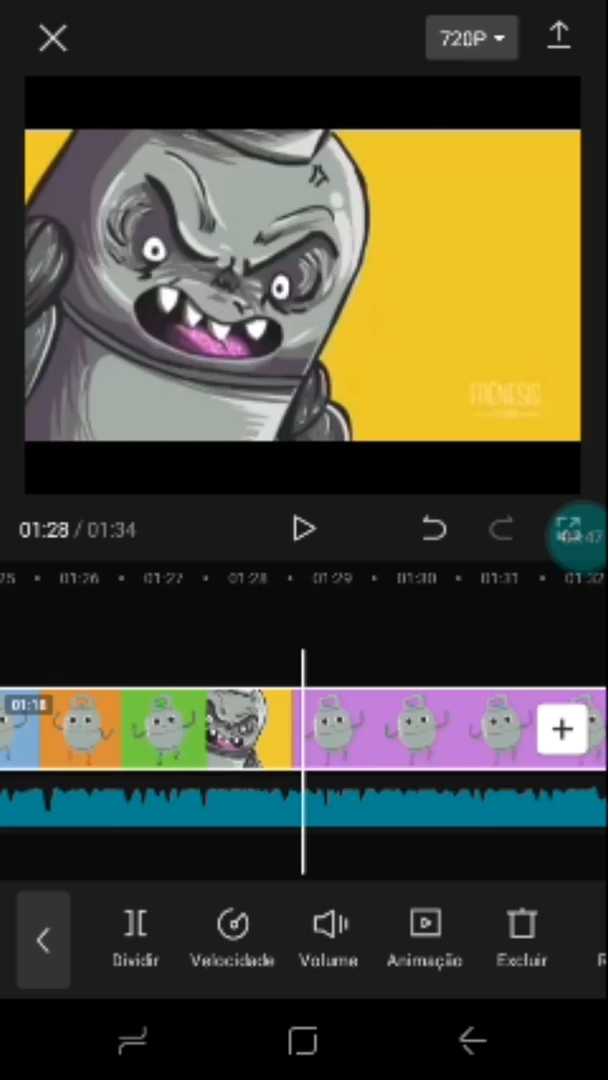 720P
FRENESIS
01:28 / 01:34
01:26 01:27 01:28 01:29 01:30 01:31 01:32
01:18
Dividir Velocidade Volume Animação Excluir